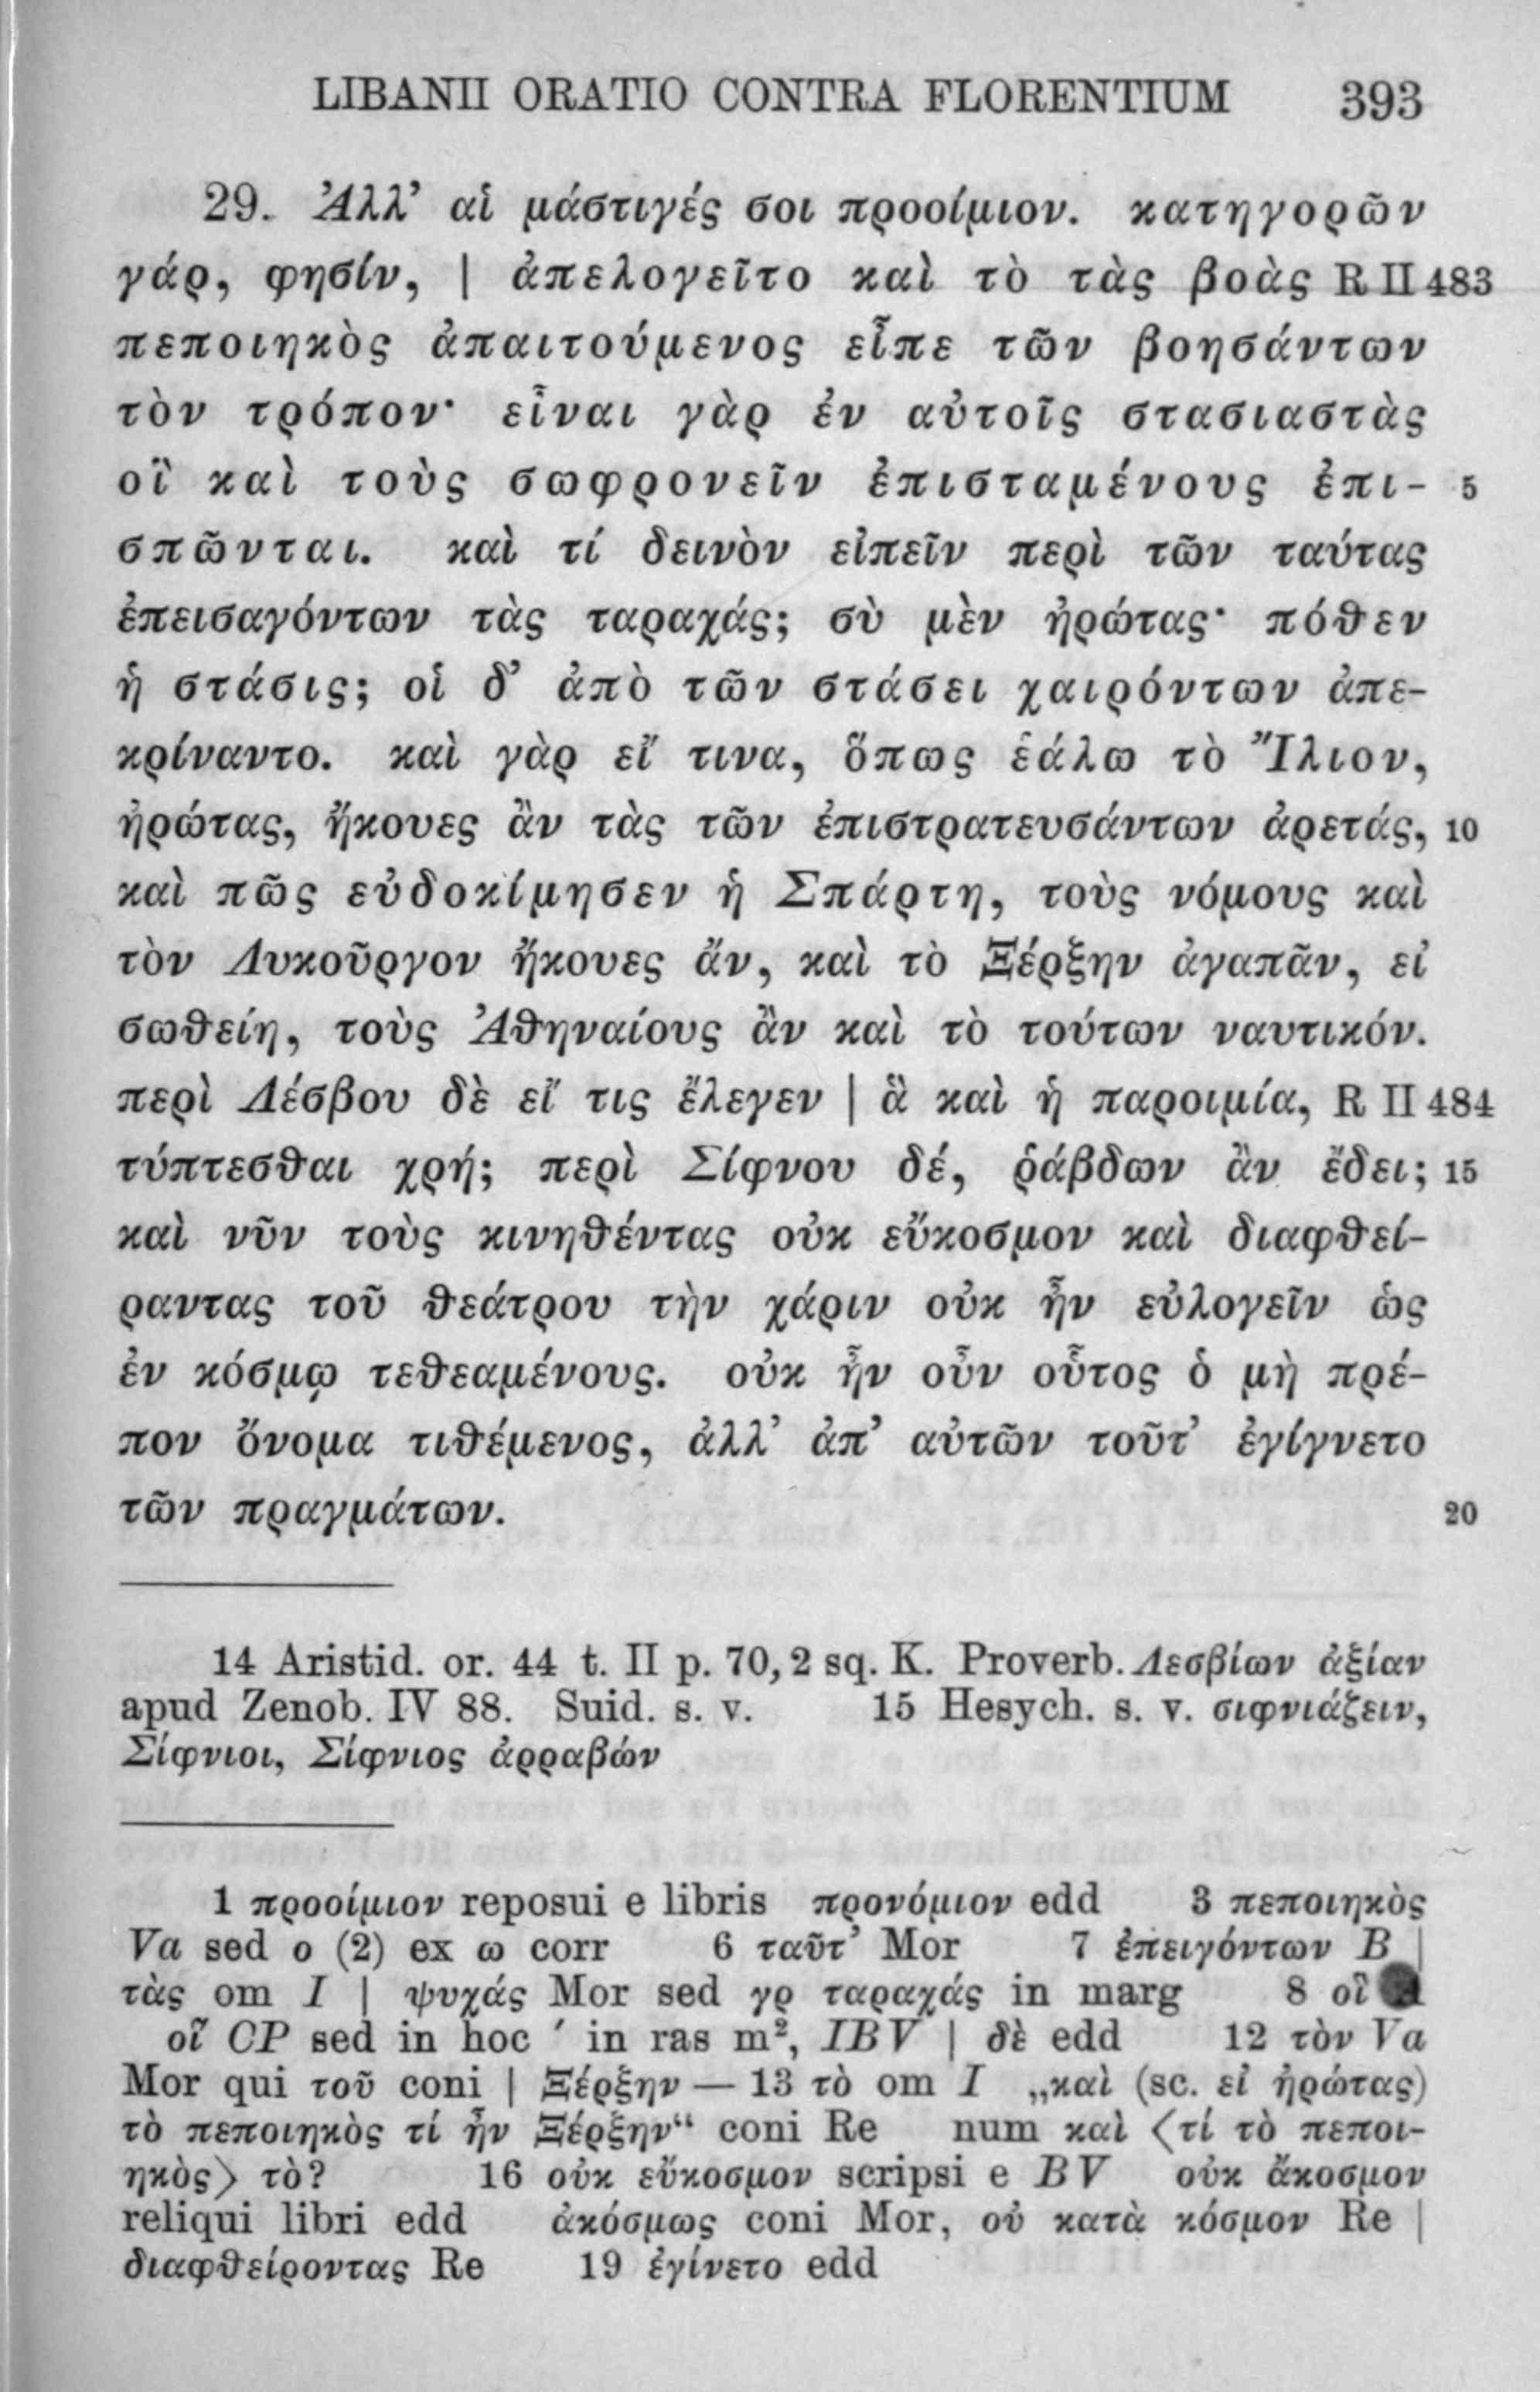 LIBANII ORATIO CONTRA FLORENTIUM 393
29. Ἀλλ’ αἱ μάστιγές σοι προοίμιον. κατηγορῶν
γάρ, φησίν, | ἀπελογεῖτο καὶ τὸ τὰς βοὰς R II 483
πεποιηκὸς ἀπαιτούμενος εἶπε τῶν βοησάντων
τὸν τρόπον· εἶναι γὰρ ἐν αὐτοῖς στασιαστὰς
οἳ καὶ τοὺς σωφρονεῖν ἐπισταμένους ἐπι- 5
σπῶνται. καὶ τί δεινὸν εἰπεῖν περὶ τῶν ταύτας
ἐπεισαγόντων τὰς ταραχάς; σὺ μὲν ἠρώτας· πόθεν
ἡ στάσις; οἱ δ’ ἀπὸ τῶν στάσει χαιρόντων ἀπε-
κρίναντο. καὶ γὰρ εἴ τινα, ὅπως ἑάλω τὸ Ἴλιον,
ἠρώτας, ἤκουες ἂν τὰς τῶν ἐπιστρατευσάντων ἀρετάς, 10
καὶ πῶς εὐδοκίμησεν ἡ Σπάρτη, τοὺς νόμους καὶ
τὸν Λυκοῦργον ἤκουες ἄν, καὶ τὸ Ξέρξην ἀγαπᾶν, εἰ
σωθείη, τοὺς Ἀθηναίους ἂν καὶ τὸ τούτων ναυτικόν.
περὶ Λέσβου δὲ εἴ τις ἔλεγεν | ἃ καὶ ἡ παροιμία, R II 484
τύπτεσθαι χρή; περὶ Σίφνου δέ, ῥάβδων ἂν ἔδει; 15
καὶ νῦν τοὺς κινηθέντας οὐκ εὔκοσμον καὶ διαφθεί-
ραντας τοῦ θεάτρου τὴν χάριν οὐκ ἦν εὐλογεῖν ὡς
ἐν κόσμῳ τεθεαμένους. οὐκ ἦν οὖν οὗτος ὁ μὴ πρέ-
πον ὄνομα τιθέμενος, ἀλλ’ ἀπ’ αὐτῶν τοῦτ’ ἐγίγνετο
τῶν πραγμάτων. 20
14 Aristid. or. 44 t. II p. 70,2 sq. K. Proverb. Λεσβίων ἀξίαν
apud Zenob. IV 88. Suid. s. v. 15 Hesych. s. v. σιφνιάζειν,
Σίφνιοι, Σίφνιος ἀρραβών
1 προοίμιον reposui e libris προνόμιον edd 3 πεποιηκὸς
Va sed ο (2) ex ω corr 6 ταῦτ’ Mor 7 ἐπειγόντων B |
τὰς om I | ψυχάς Mor sed γρ ταραχάς in marg 8 οἳ
οἵ CP sed in hoc ′ in ras m², IBV | δὲ edd 12 τὸν Va
Mor qui τοῦ coni | Ξέρξην — 13 τὸ om I „καὶ (sc. εἰ ἠρώτας)
τὸ πεποιηκὸς τί ἦν Ξέρξην“ coni Re num καὶ ⟨τί τὸ πεποι-
ηκὸς⟩ τὸ? 16 οὐκ εὔκοσμον scripsi e BV οὐκ ἄκοσμον
reliqui libri edd ἀκόσμως coni Mor, οὐ κατὰ κόσμον Re |
διαφθείροντας Re 19 ἐγίνετο edd